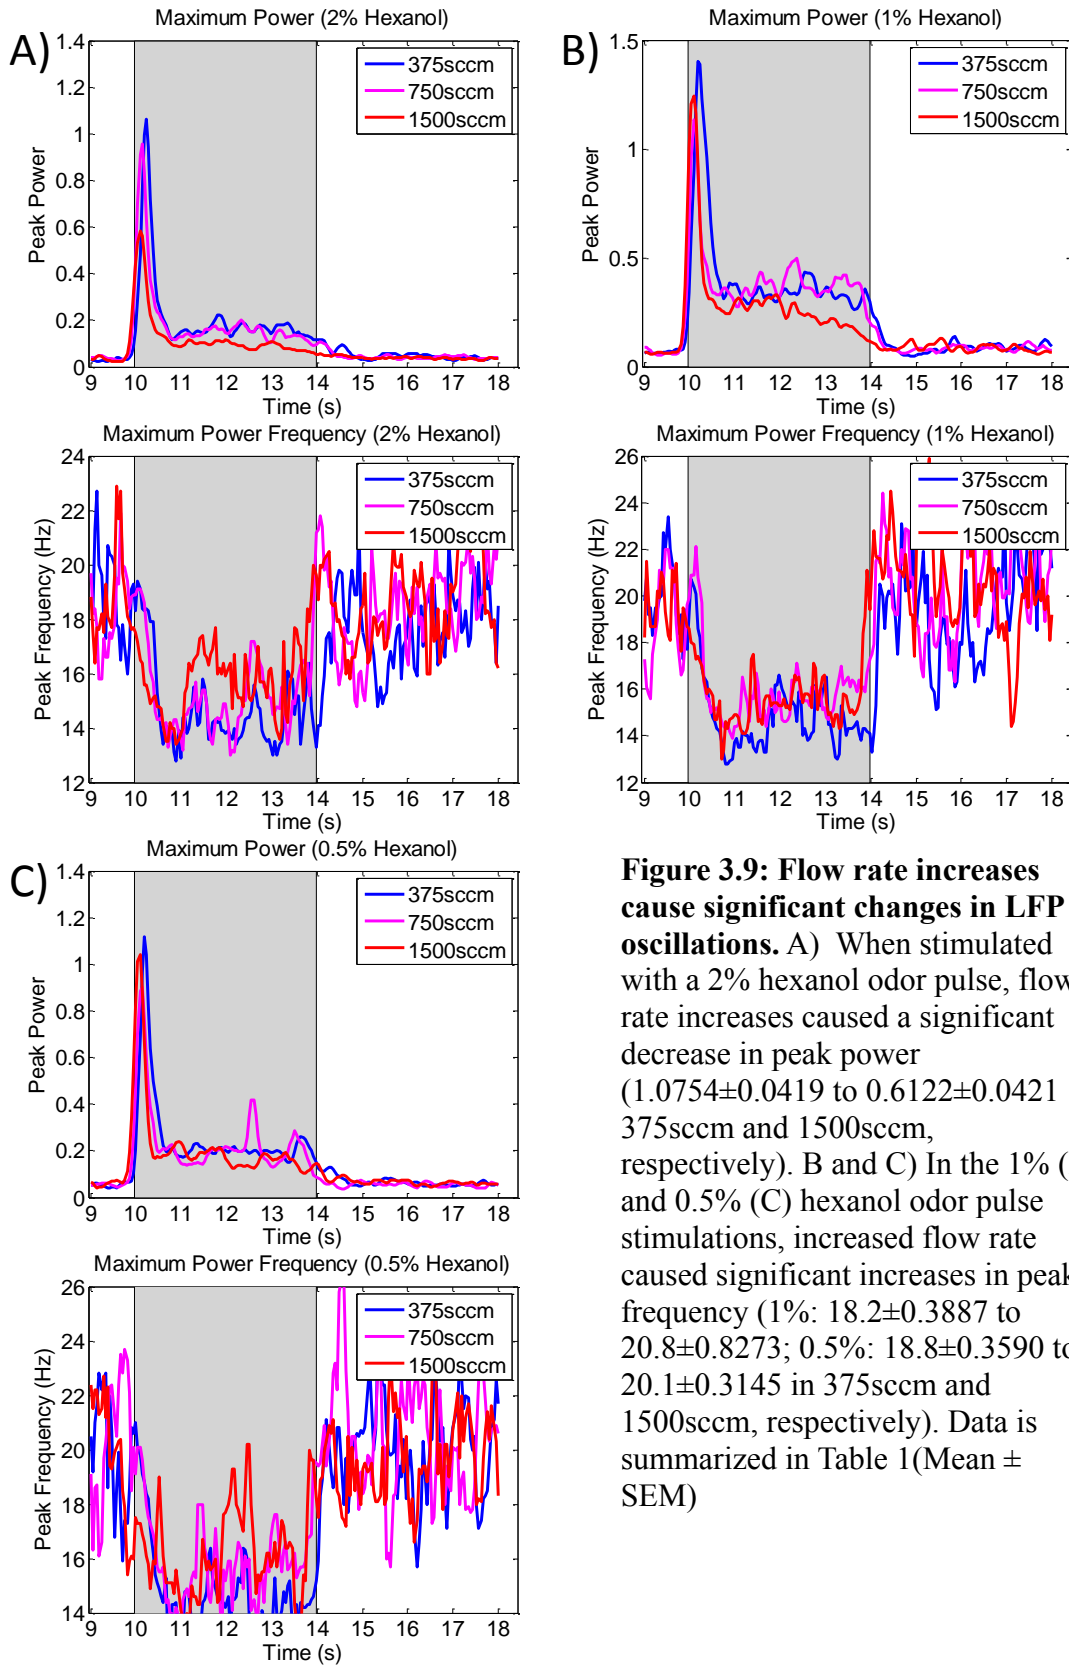 A)
Maximum Power (2% Hexanol)
1.4
1.2
1
0.8
0.6
0.4
0.2
0
Peak Power
375sccm
750sccm
1500sccm
9 10 11 12 13 14 15 16 17 18
Time (s)
Maximum Power Frequency (2% Hexanol)
24
22
20
18
16
14
12
Peak Frequency (Hz)
375sccm
750sccm
1500sccm
9 10 11 12 13 14 15 16 17 18
Time (s)
B)
Maximum Power (1% Hexanol)
1.5
1
0.5
0
Peak Power
375sccm
750sccm
1500sccm
9 10 11 12 13 14 15 16 17 18
Time (s)
Maximum Power Frequency (1% Hexanol)
26
24
22
20
18
16
14
12
Peak Frequency (Hz)
375sccm
750sccm
1500sccm
9 10 11 12 13 14 15 16 17 18
Time (s)
C)
Maximum Power (0.5% Hexanol)
1.4
1.2
1
0.8
0.6
0.4
0.2
0
Peak Power
375sccm
750sccm
1500sccm
9 10 11 12 13 14 15 16 17 18
Time (s)
Maximum Power Frequency (0.5% Hexanol)
26
24
22
20
18
16
14
Peak Frequency (Hz)
375sccm
750sccm
1500sccm
9 10 11 12 13 14 15 16 17 18
Time (s)
Figure 3.9: Flow rate increases
cause significant changes in LFP
oscillations. A) When stimulated
with a 2% hexanol odor pulse, flow
rate increases caused a significant
decrease in peak power
(1.0754±0.0419 to 0.6122±0.0421
375sccm and 1500sccm,
respectively). B and C) In the 1% (
and 0.5% (C) hexanol odor pulse
stimulations, increased flow rate
caused significant increases in peak
frequency (1%: 18.2±0.3887 to
20.8±0.8273; 0.5%: 18.8±0.3590 to
20.1±0.3145 in 375sccm and
1500sccm, respectively). Data is
summarized in Table 1(Mean ±
SEM)